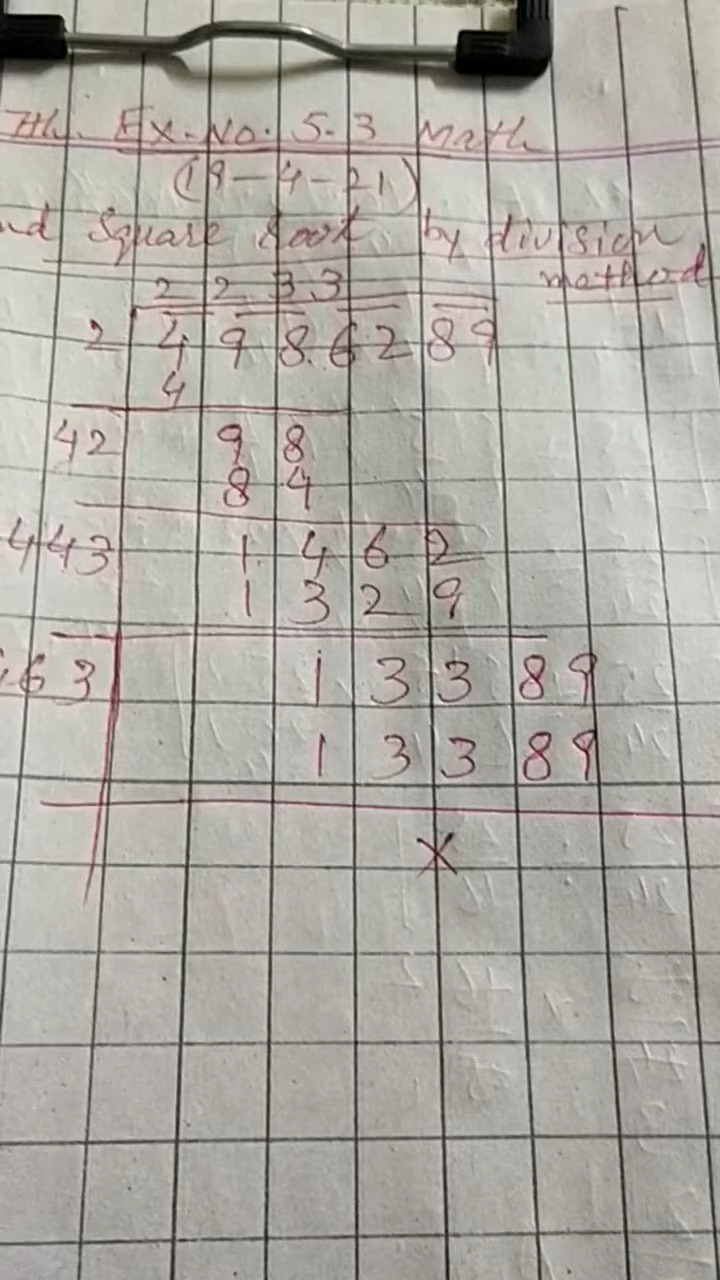 7th. Ex. No. 5.3 Math
(19-4-21)
Square Root by division
method
2 2 3 3
2 4 9 8 6 2 8 9
4
42 9 8
8 4
443 1 4 6 2
1 3 2 9
63 1 3 3 8 9
1 3 3 8 9
x